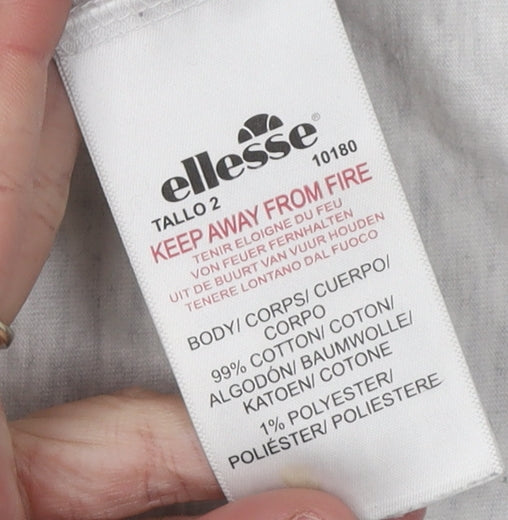 ellesse®
TALLO 2 10180
KEEP AWAY FROM FIRE
TENIR ELOIGNE DU FEU
VON FEUER FERNHALTEN
UIT DE BUURT VAN VUUR HOUDEN
TENERE LONTANO DAL FUOCO
BODY/ CORPS/ CUERPO/
CORPO
99% COTTON/ COTON/
ALGODÓN/ BAUMWOLLE/
KATOEN/ COTONE
1% POLYESTER/
POLIÉSTER/ POLIESTERE